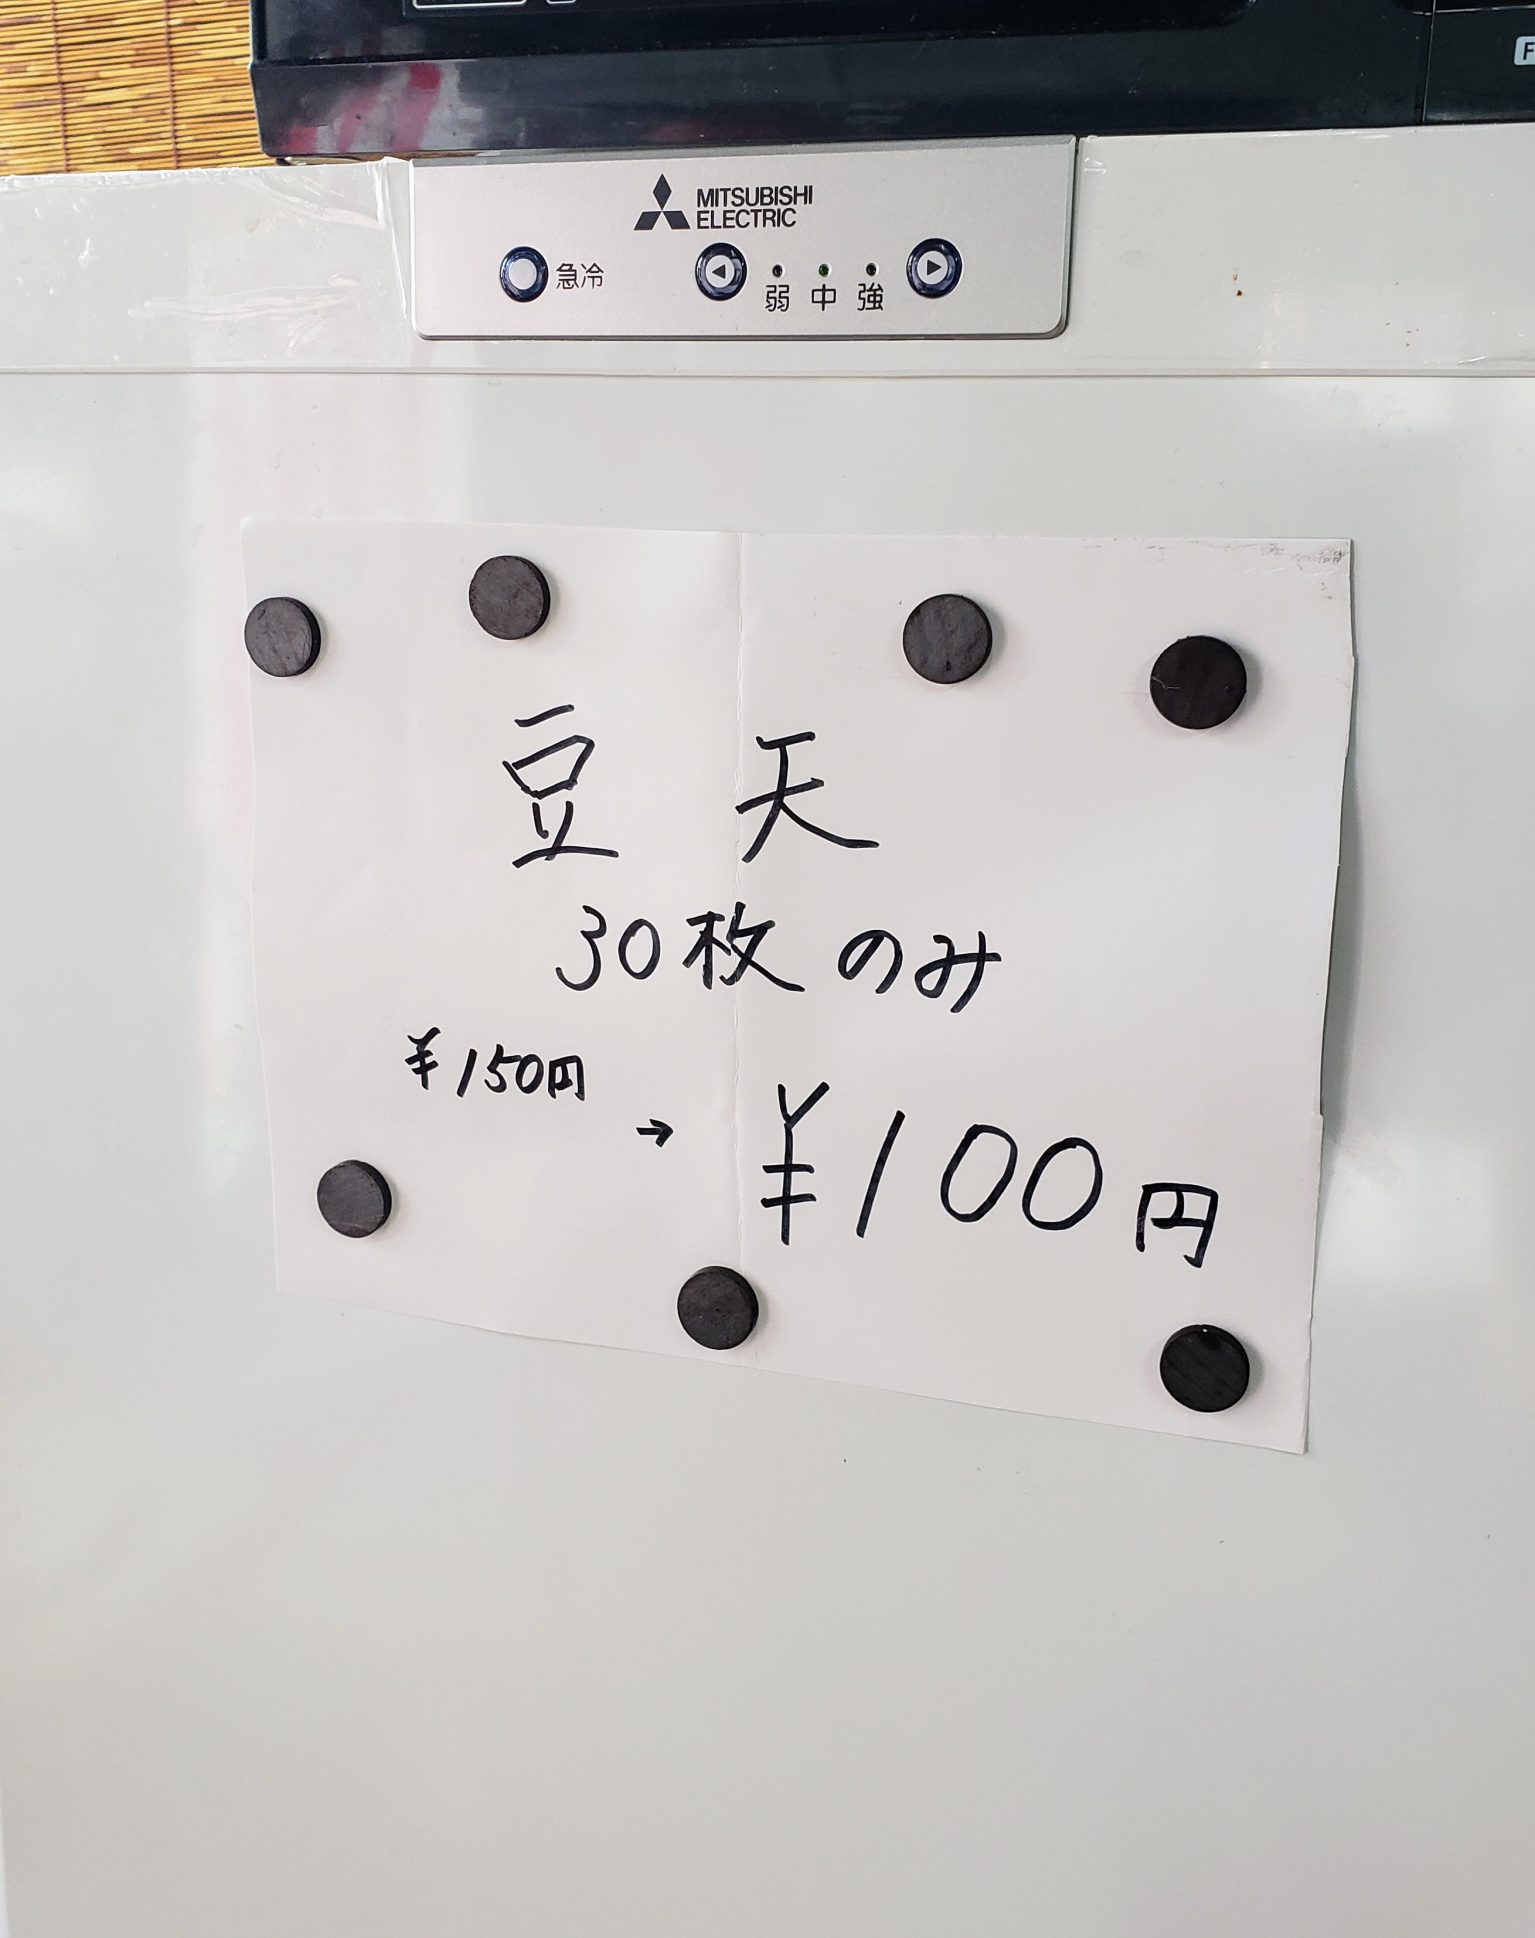 F
MITSUBISHI
ELECTRIC
急冷
弱 中 強
豆天
30枚のみ
¥150円
→ ¥100円